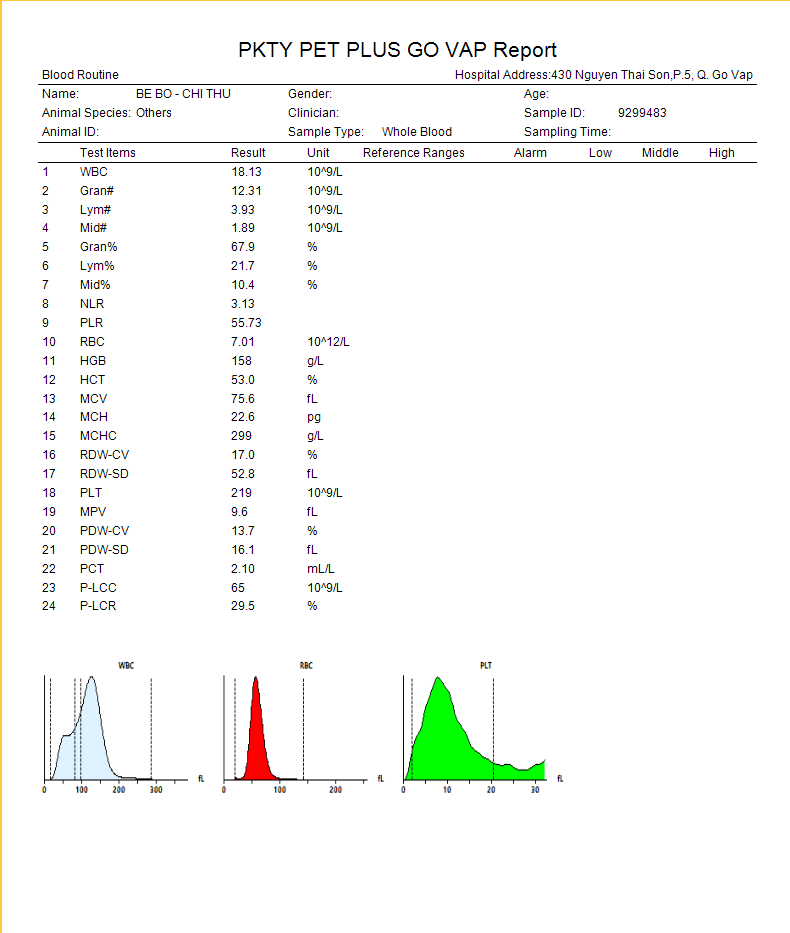 PKTY PET PLUS GO VAP Report
Blood Routine Hospital Address:430 Nguyen Thai Son,P.5, Q. Go Vap
Name: BE BO - CHI THU Gender: Age:
Animal Species: Others Clinician: Sample ID: 9299483
Animal ID: Sample Type: Whole Blood Sampling Time:
Test Items Result Unit Reference Ranges Alarm Low Middle High
1 WBC 18.13 10^9/L
2 Gran# 12.31 10^9/L
3 Lym# 3.93 10^9/L
4 Mid# 1.89 10^9/L
5 Gran% 67.9 %
6 Lym% 21.7 %
7 Mid% 10.4 %
8 NLR 3.13
9 PLR 55.73
10 RBC 7.01 10^12/L
11 HGB 158 g/L
12 HCT 53.0 %
13 MCV 75.6 fL
14 MCH 22.6 pg
15 MCHC 299 g/L
16 RDW-CV 17.0 %
17 RDW-SD 52.8 fL
18 PLT 219 10^9/L
19 MPV 9.6 fL
20 PDW-CV 13.7 %
21 PDW-SD 16.1 fL
22 PCT 2.10 mL/L
23 P-LCC 65 10^9/L
24 P-LCR 29.5 %
WBC RBC PLT
fL fL fL
0 100 200 300 0 100 200 0 10 20 30